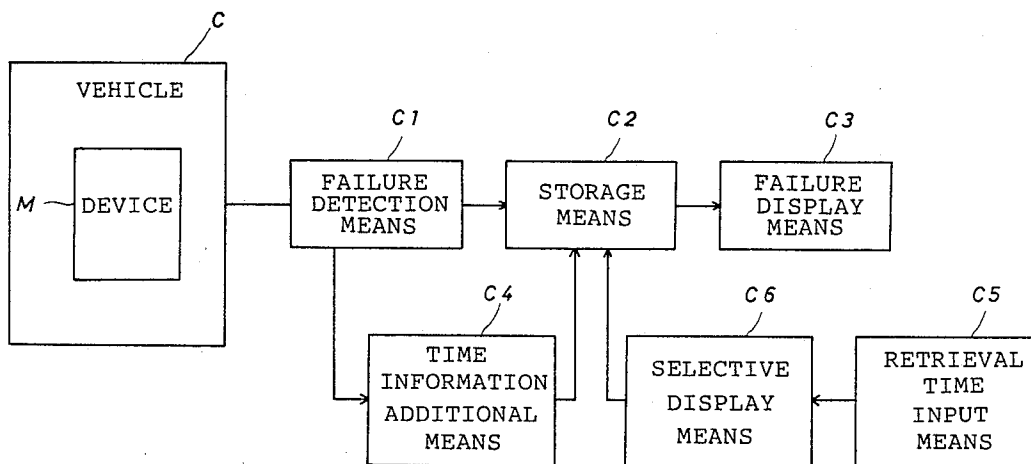 C
VEHICLE
M
DEVICE
C1
FAILURE
DETECTION
MEANS
C2
STORAGE
MEANS
C3
FAILURE
DISPLAY
MEANS
C4
TIME
INFORMATION
ADDITIONAL
MEANS
C6
SELECTIVE
DISPLAY
MEANS
C5
RETRIEVAL
TIME
INPUT
MEANS